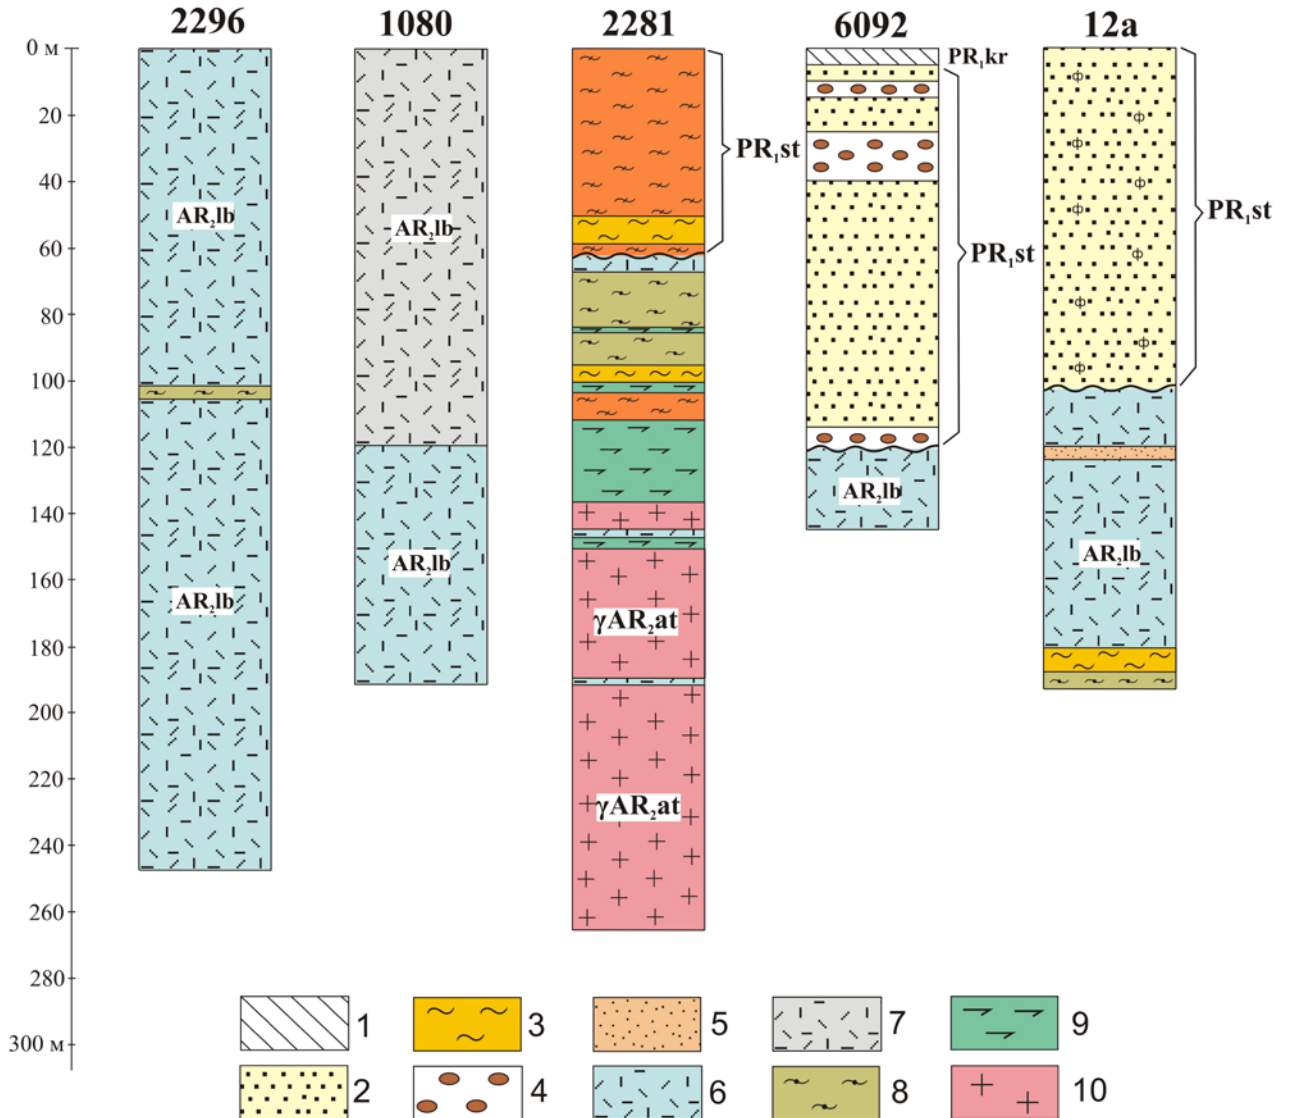 2296 1080 2281 6092 12а
0 м
20
40
60
80
100
120
140
160
180
200
220
240
260
280
300 м
AR₂lb
AR₂lb
AR₂lb
AR₂lb
PR₁st
γAR₂at
γAR₂at
PR₁kr
PR₁st
AR₂lb
PR₁st
AR₂lb
1 3 5 7 9
2 4 6 8 10